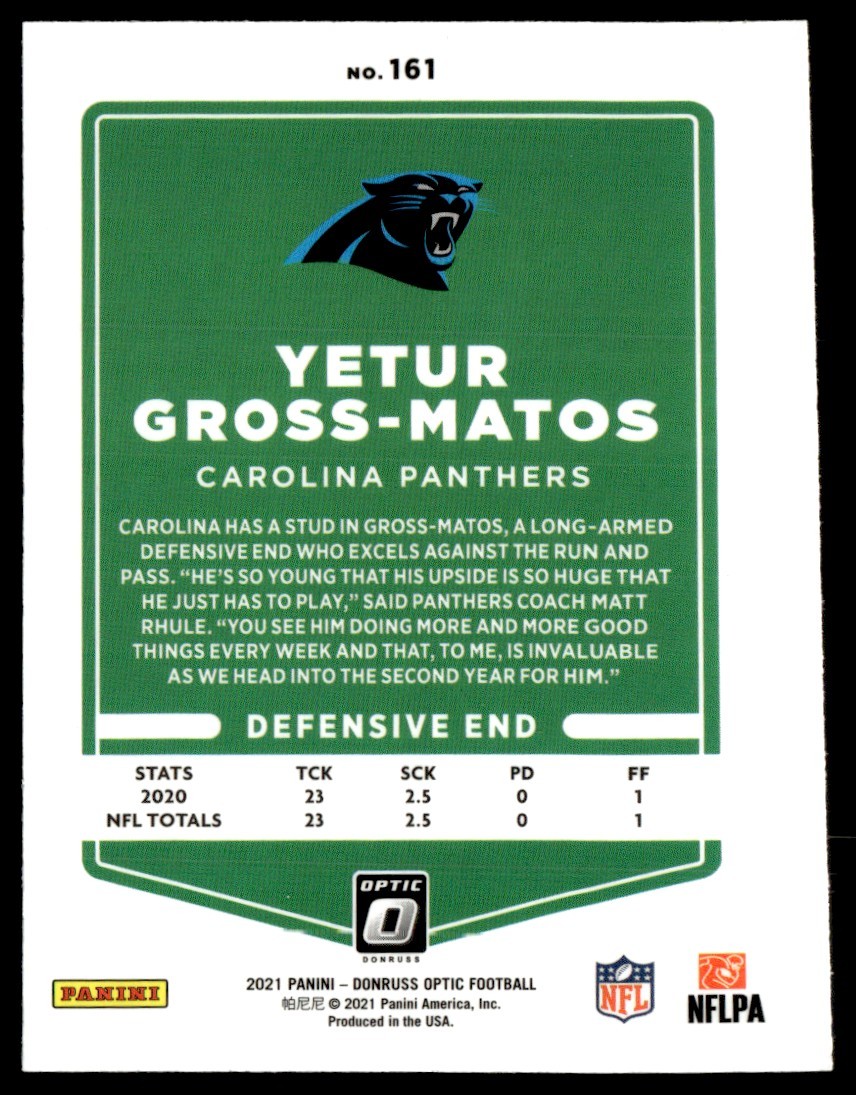 NO. 161
YETUR
GROSS-MATOS
CAROLINA PANTHERS
CAROLINA HAS A STUD IN GROSS-MATOS, A LONG-ARMED
DEFENSIVE END WHO EXCELS AGAINST THE RUN AND
PASS. “HE’S SO YOUNG THAT HIS UPSIDE IS SO HUGE THAT
HE JUST HAS TO PLAY,” SAID PANTHERS COACH MATT
RHULE. “YOU SEE HIM DOING MORE AND MORE GOOD
THINGS EVERY WEEK AND THAT, TO ME, IS INVALUABLE
AS WE HEAD INTO THE SECOND YEAR FOR HIM.”
DEFENSIVE END
STATS TCK SCK PD FF
2020 23 2.5 0 1
NFL TOTALS 23 2.5 0 1
OPTIC
O
DONRUSS
PANINI
2021 PANINI – DONRUSS OPTIC FOOTBALL
帕尼尼 © 2021 Panini America, Inc.
Produced in the USA.
NFL
NFLPA